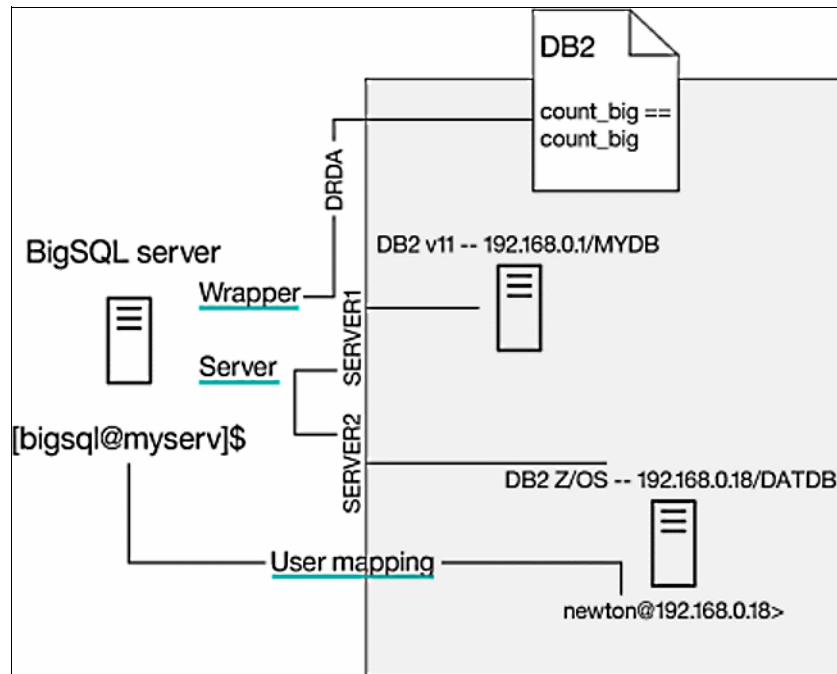 DB2
count_big ==
count_big
DRDA
DB2 v11 -- 192.168.0.1/MYDB
BigSQL server
Wrapper
SERVER1
Server
SERVER2
[bigsql@myserv]$
DB2 Z/OS -- 192.168.0.18/DATDB
User mapping
newton@192.168.0.18>